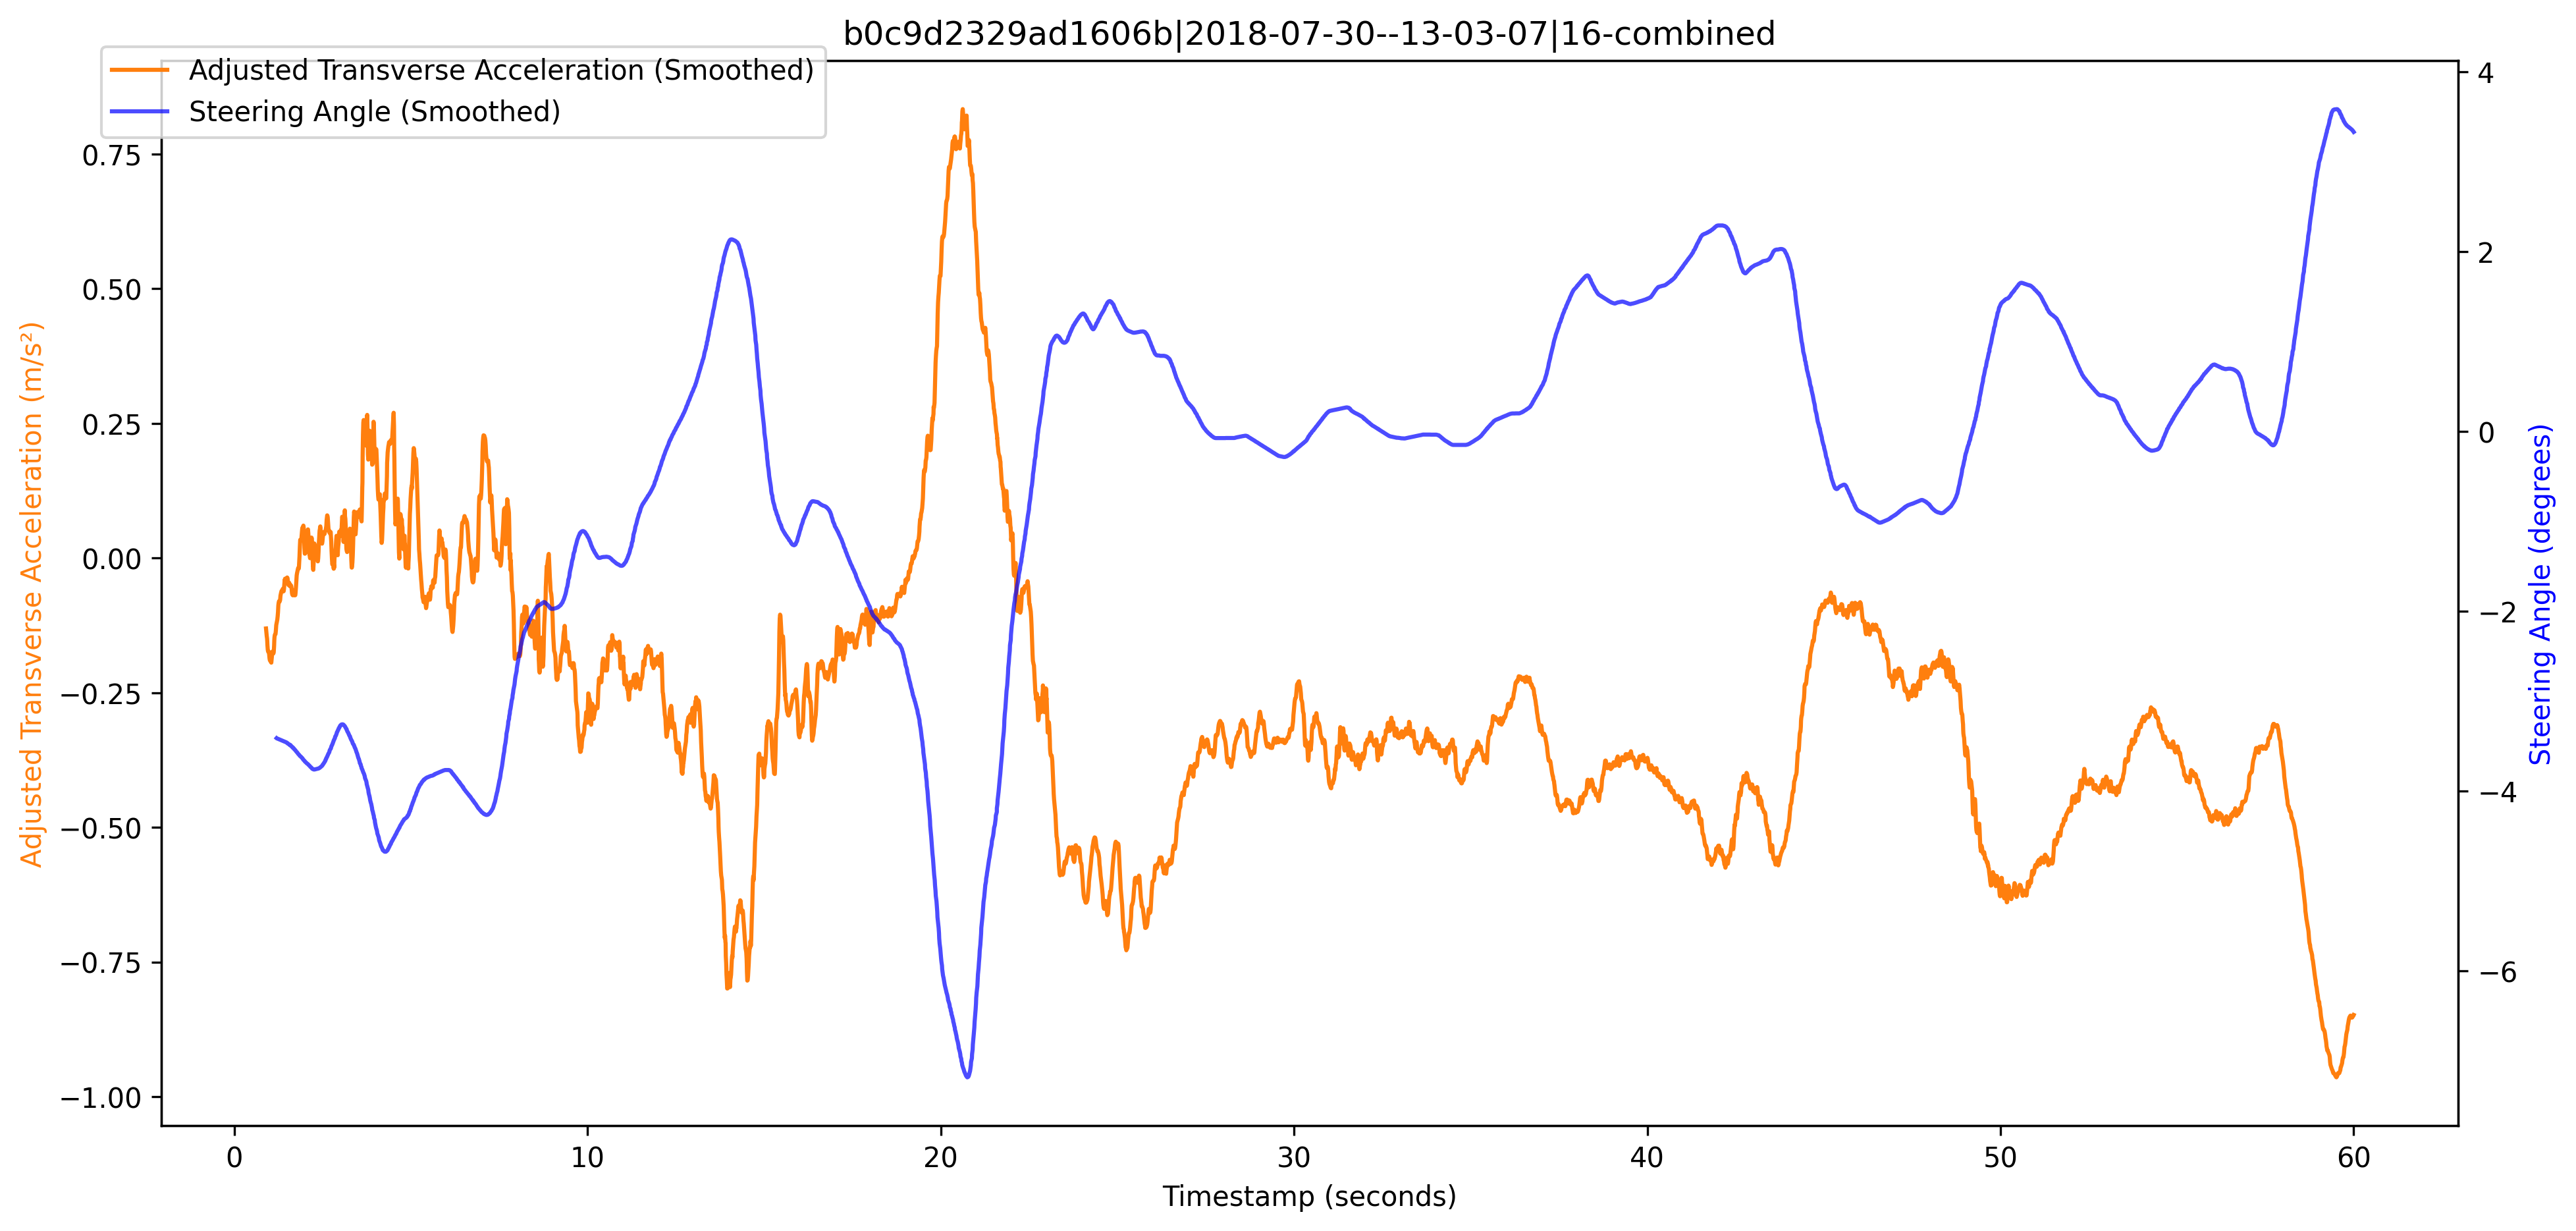 b0c9d2329ad1606b|2018-07-30--13-03-07|16-combined
Adjusted Transverse Acceleration (Smoothed)
Steering Angle (Smoothed)
Adjusted Transverse Acceleration (m/s²)
0.75
0.50
0.25
0.00
−0.25
−0.50
−0.75
−1.00
4
2
0
−2
−4
−6
Steering Angle (degrees)
0 10 20 30 40 50 60
Timestamp (seconds)